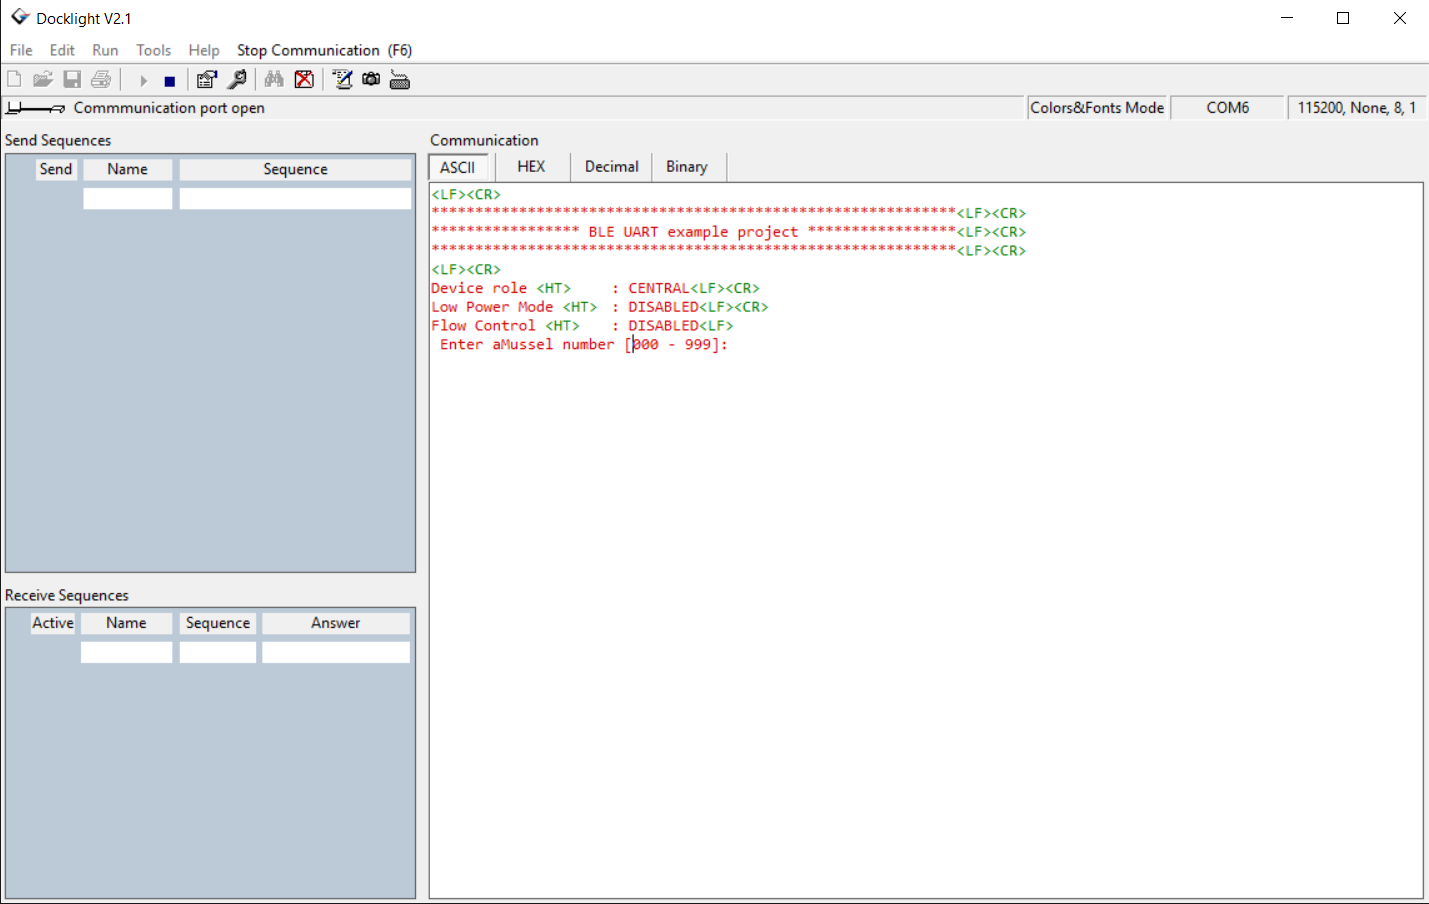 Docklight V2.1
File Edit Run Tools Help Stop Communication (F6)
Commmunication port open
Colors&Fonts Mode
COM6
115200, None, 8, 1
Send Sequences
Send Name Sequence
Receive Sequences
Active Name Sequence Answer
Communication
ASCII HEX Decimal Binary
<LF><CR>
************************************************************<LF><CR>
***************** BLE UART example project *****************<LF><CR>
************************************************************<LF><CR>
<LF><CR>
Device role <HT> : CENTRAL<LF><CR>
Low Power Mode <HT> : DISABLED<LF><CR>
Flow Control <HT> : DISABLED<LF>
Enter aMussel number [000 - 999]: